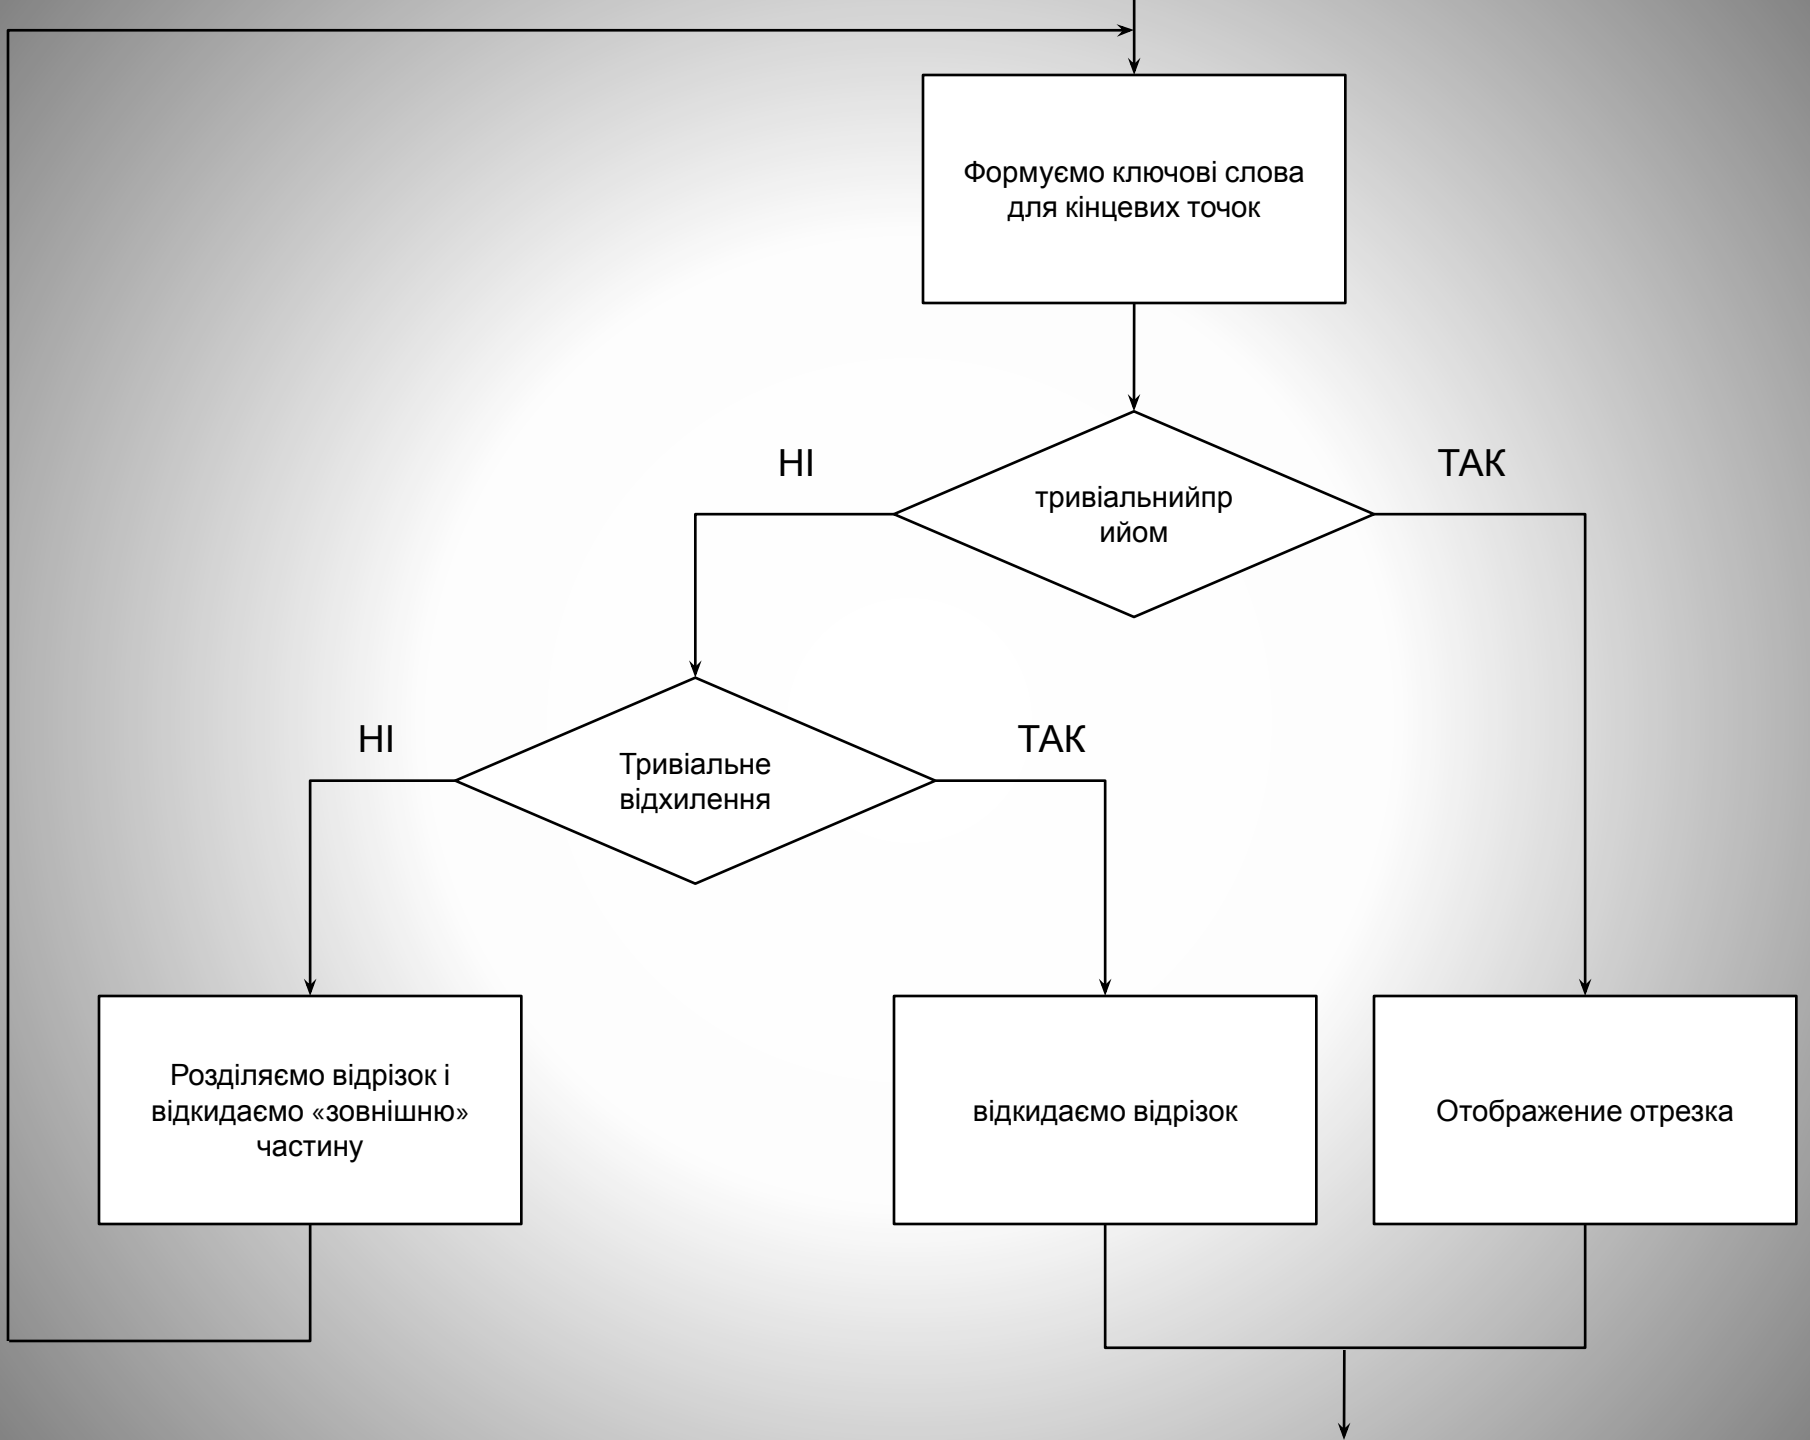 Формуємо ключові слова
для кінцевих точок
НІ
ТАК
тривіальнийпр
ийом
НІ
ТАК
Тривіальне
відхилення
Розділяємо відрізок і
відкидаємо «зовнішню»
частину
відкидаємо відрізок
Отображение отрезка